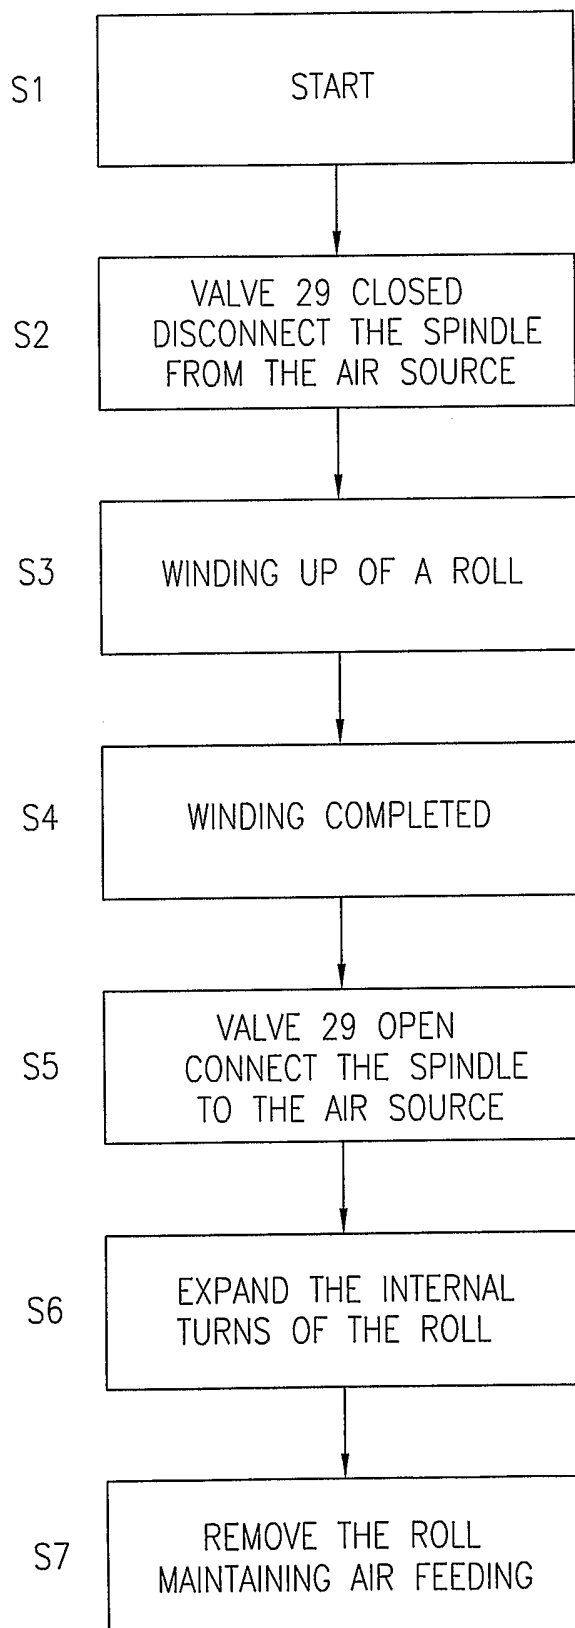 S1
START
S2
VALVE 29 CLOSED
DISCONNECT THE SPINDLE
FROM THE AIR SOURCE
S3
WINDING UP OF A ROLL
S4
WINDING COMPLETED
S5
VALVE 29 OPEN
CONNECT THE SPINDLE
TO THE AIR SOURCE
S6
EXPAND THE INTERNAL
TURNS OF THE ROLL
S7
REMOVE THE ROLL
MAINTAINING AIR FEEDING